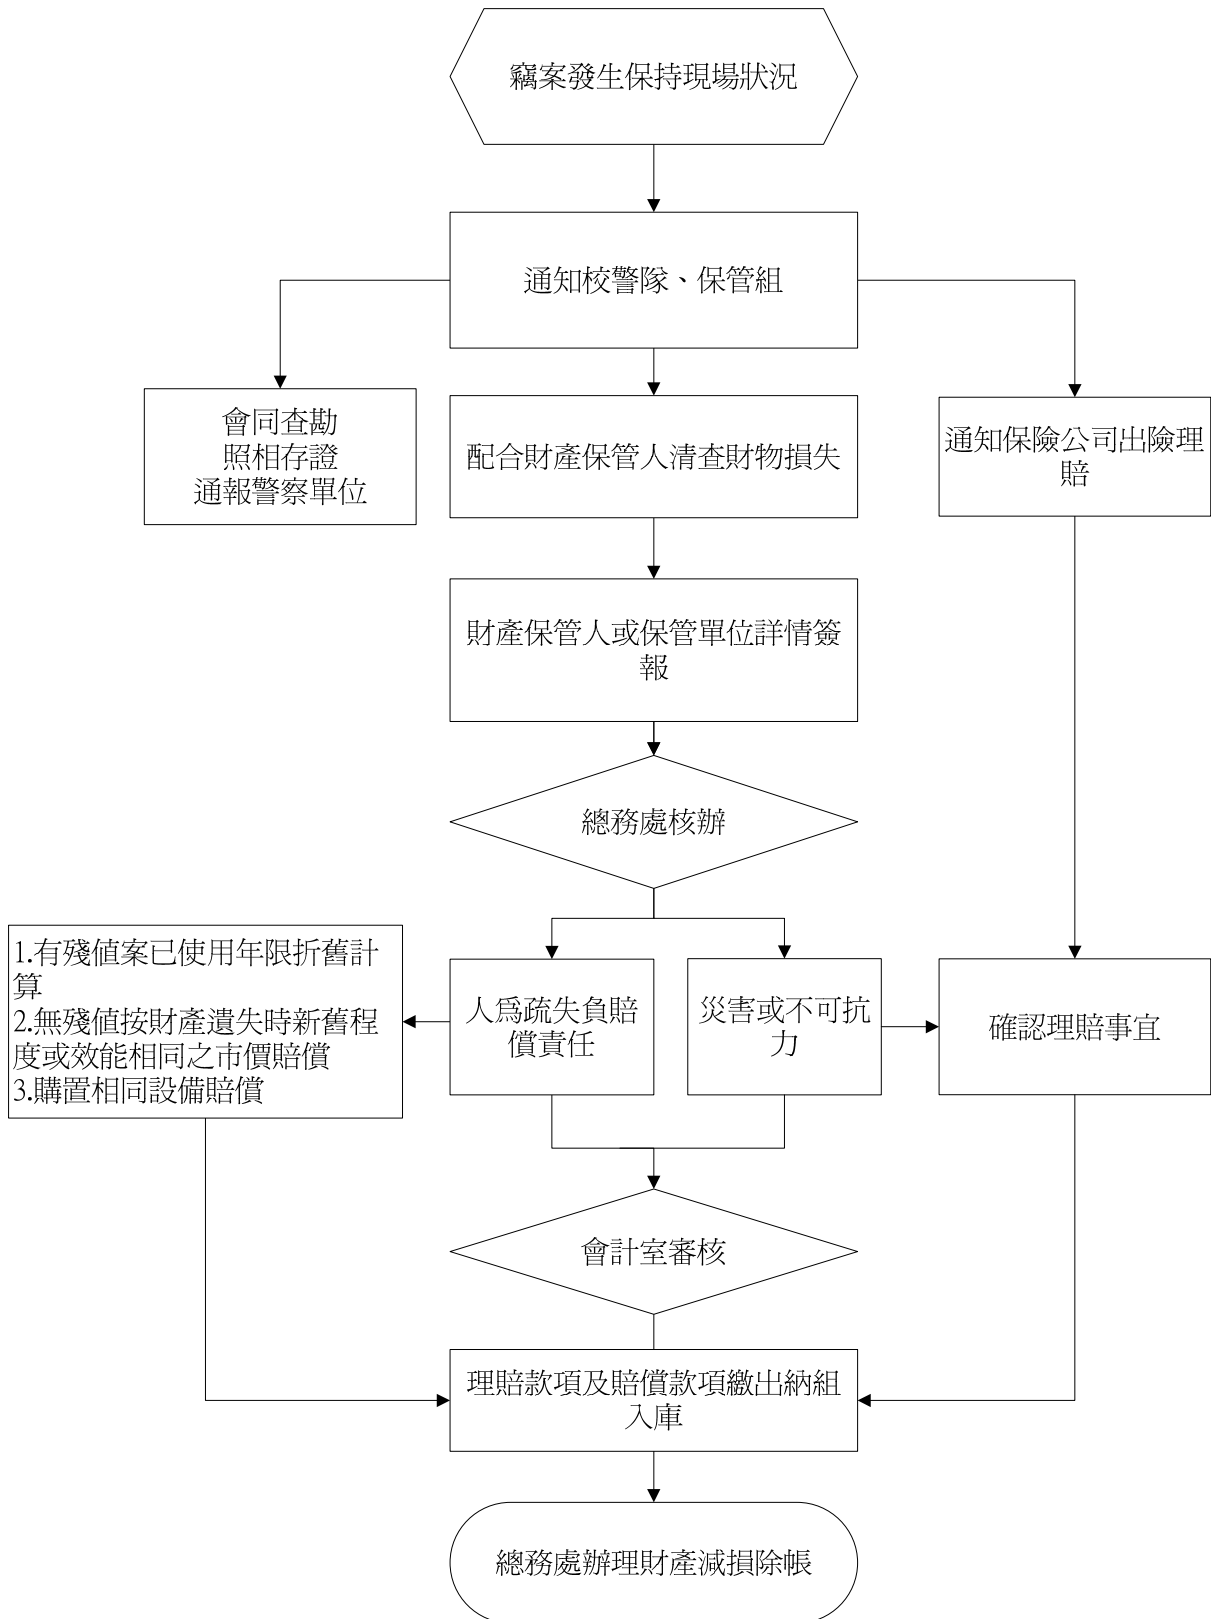 竊案發生保持現場狀況
通知校警隊、保管組
會同查勘
照相存證
通報警察單位
配合財產保管人清查財物損失
通知保險公司出險理
賠
財產保管人或保管單位詳情簽
報
總務處核辦
1.有殘值案已使用年限折舊計
算
2.無殘值按財產遺失時新舊程
度或效能相同之市價賠償
3.購置相同設備賠償
人為疏失負賠
償責任
災害或不可抗
力
確認理賠事宜
會計室審核
理賠款項及賠償款項繳出納組
入庫
總務處辦理財產減損除帳